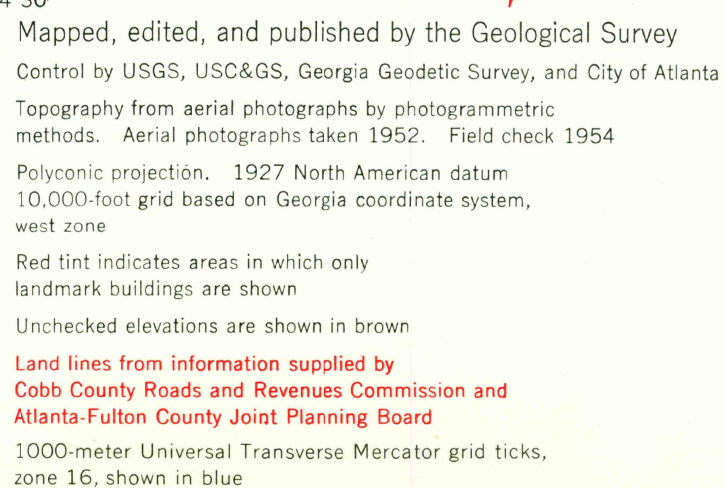 4 30
Mapped, edited, and published by the Geological Survey
Control by USGS, USC&GS, Georgia Geodetic Survey, and City of Atlanta
Topography from aerial photographs by photogrammetric
methods. Aerial photographs taken 1952. Field check 1954
Polyconic projection. 1927 North American datum
10,000-foot grid based on Georgia coordinate system,
west zone
Red tint indicates areas in which only
landmark buildings are shown
Unchecked elevations are shown in brown
Land lines from information supplied by
Cobb County Roads and Revenues Commission and
Atlanta-Fulton County Joint Planning Board
1000-meter Universal Transverse Mercator grid ticks,
zone 16, shown in blue